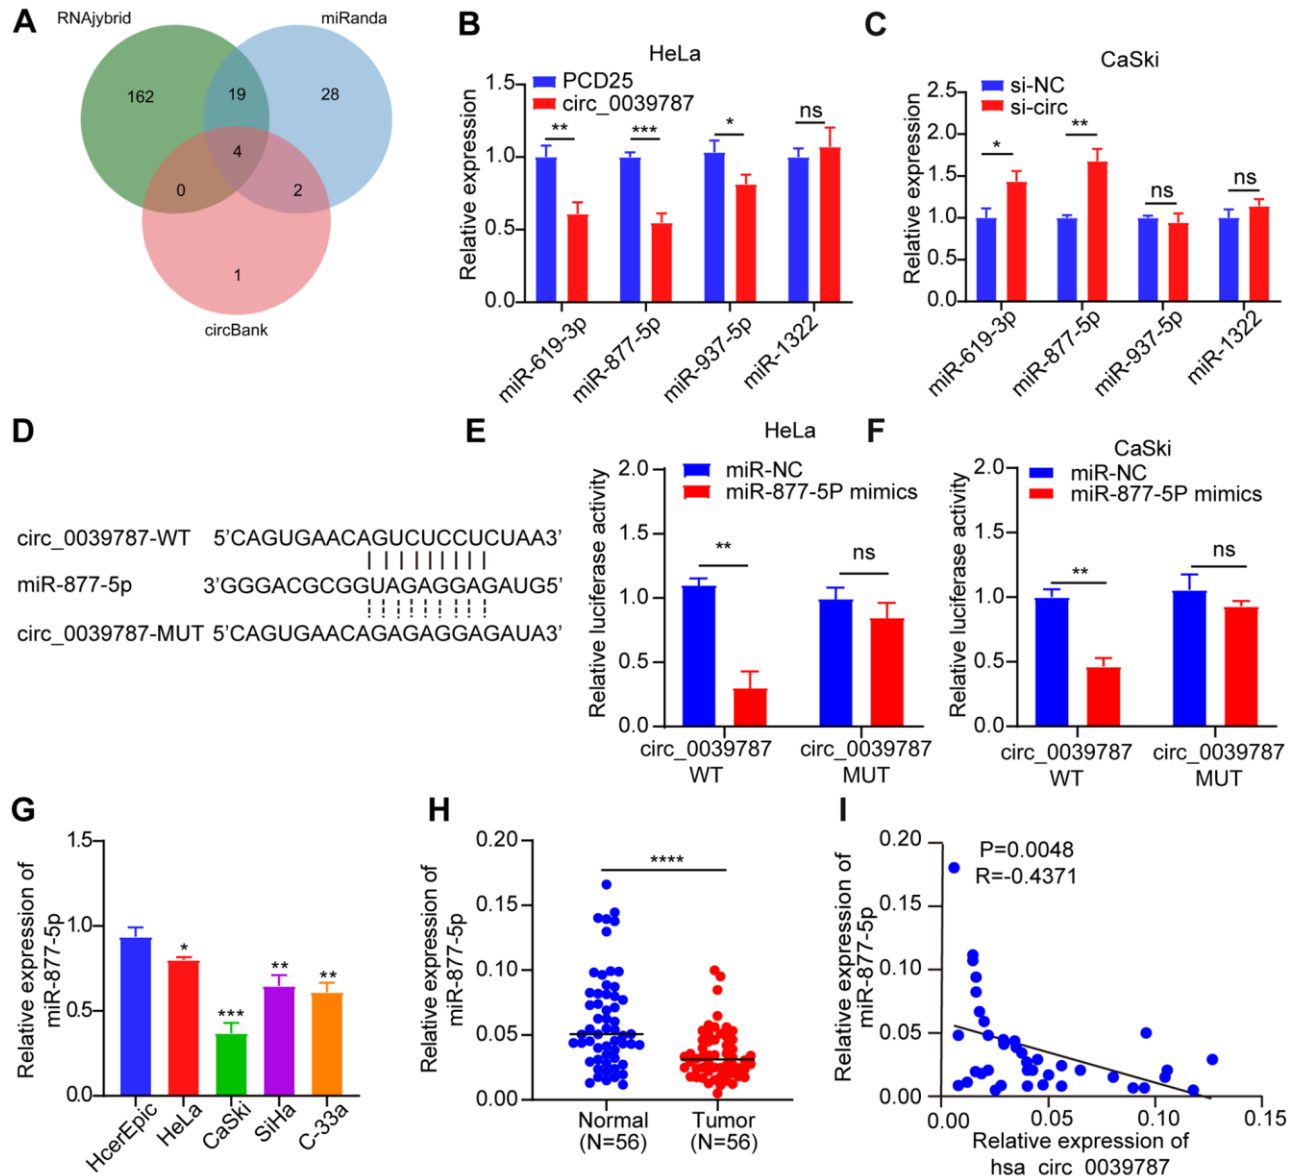 A
RNAjybrid
miRanda
162
19
28
4
0
2
1
circBank
B
HeLa
PCD25
circ_0039787
Relative expression
1.5
1.0
0.5
0.0
**
***
*
ns
miR-619-3p
miR-877-5p
miR-937-5p
miR-1322
C
CaSki
si-NC
si-circ
Relative expression
2.5
2.0
1.5
1.0
0.5
0.0
*
**
ns
ns
miR-619-3p
miR-877-5p
miR-937-5p
miR-1322
D
circ_0039787-WT 5'CAGUGAACAGUCUCCUCUAA3'
miR-877-5p 3'GGGACGCGGUAGAGGAGAUG5'
circ_0039787-MUT 5'CAGUGAACAGAGAGGAGAUA3'
E
HeLa
miR-NC
miR-877-5P mimics
Relative luciferase activity
2.0
1.5
1.0
0.5
0.0
**
ns
circ_0039787
WT
circ_0039787
MUT
F
CaSki
miR-NC
miR-877-5P mimics
Relative luciferase activity
2.0
1.5
1.0
0.5
0.0
**
ns
circ_0039787
WT
circ_0039787
MUT
G
Relative expression of
miR-877-5p
1.5
1.0
0.5
0.0
*
***
**
**
HcerEpic
HeLa
CaSki
SiHa
C-33a
H
Relative expression of
miR-877-5p
0.20
0.15
0.10
0.05
0.00
****
Normal
(N=56)
Tumor
(N=56)
I
Relative expression of
miR-877-5p
0.20
0.15
0.10
0.05
0.00
P=0.0048
R=-0.4371
0.00
0.05
0.10
0.15
Relative expression of
hsa_circ_0039787